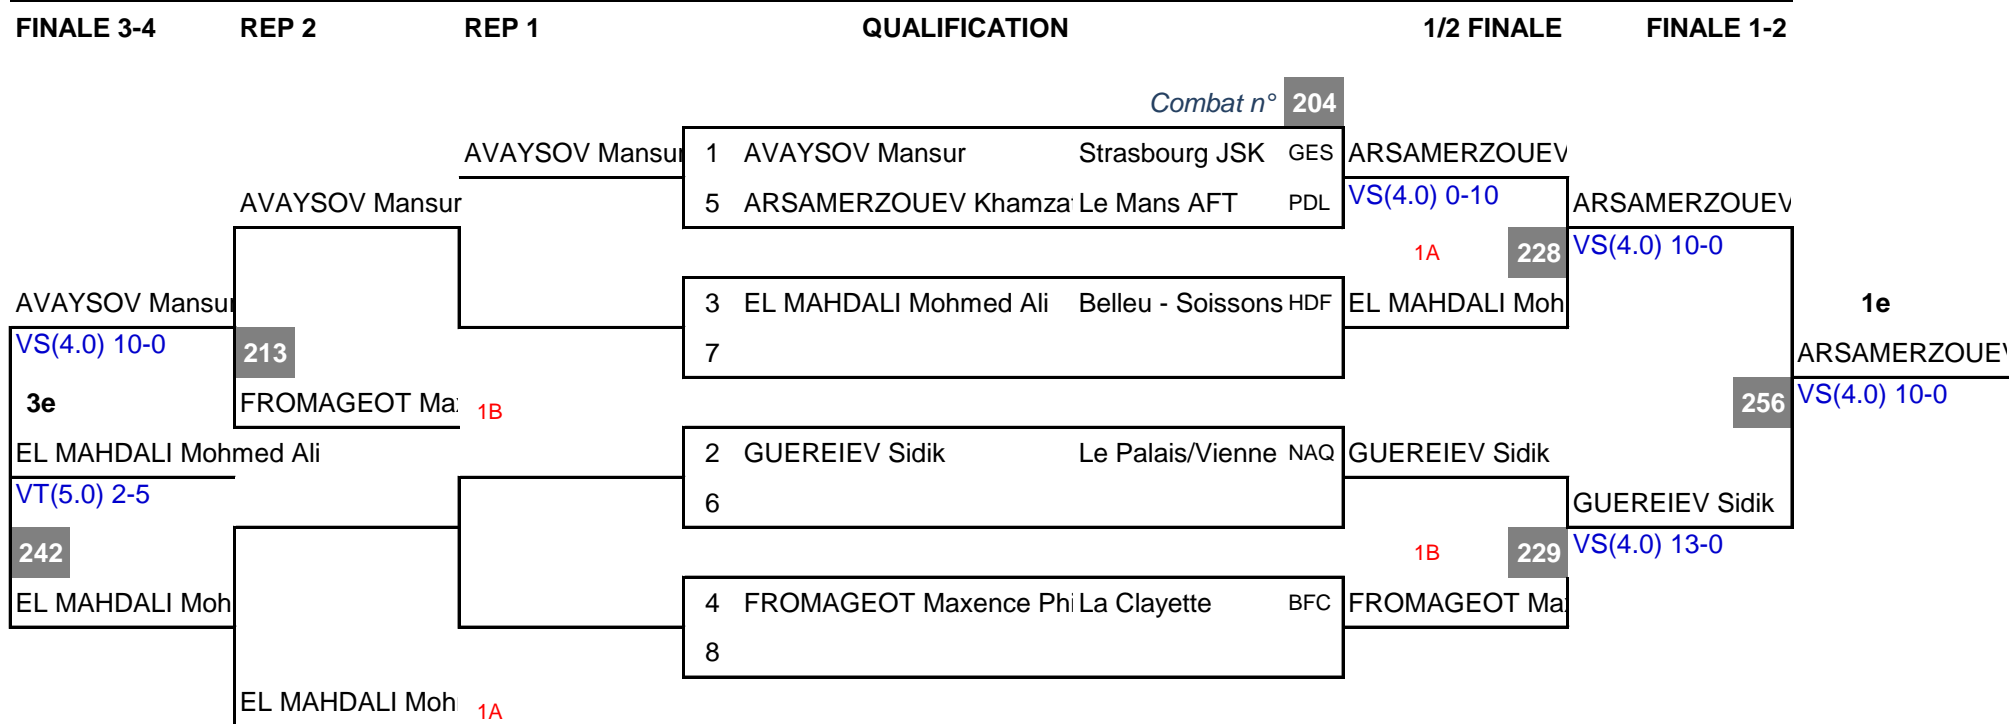 FINALE 3-4 REP 2 REP 1 QUALIFICATION 1/2 FINALE FINALE 1-2
Combat n° 204
AVAYSOV Mansur 1 AVAYSOV Mansur Strasbourg JSK GES ARSAMERZOUEV
AVAYSOV Mansur 5 ARSAMERZOUEV Khamza Le Mans AFT PDL VS(4.0) 0-10 ARSAMERZOUEV
1A 228 VS(4.0) 10-0
AVAYSOV Mansur 3 EL MAHDALI Mohmed Ali Belleu - Soissons HDF EL MAHDALI Moh 1e
VS(4.0) 10-0 213 7 ARSAMERZOUEV
3e FROMAGEOT Max 1B 256 VS(4.0) 10-0
EL MAHDALI Mohmed Ali 2 GUEREIEV Sidik Le Palais/Vienne NAQ GUEREIEV Sidik
VT(5.0) 2-5 6 GUEREIEV Sidik
242 1B 229 VS(4.0) 13-0
EL MAHDALI Moh 4 FROMAGEOT Maxence Phi La Clayette BFC FROMAGEOT Max
8
EL MAHDALI Moh 1A